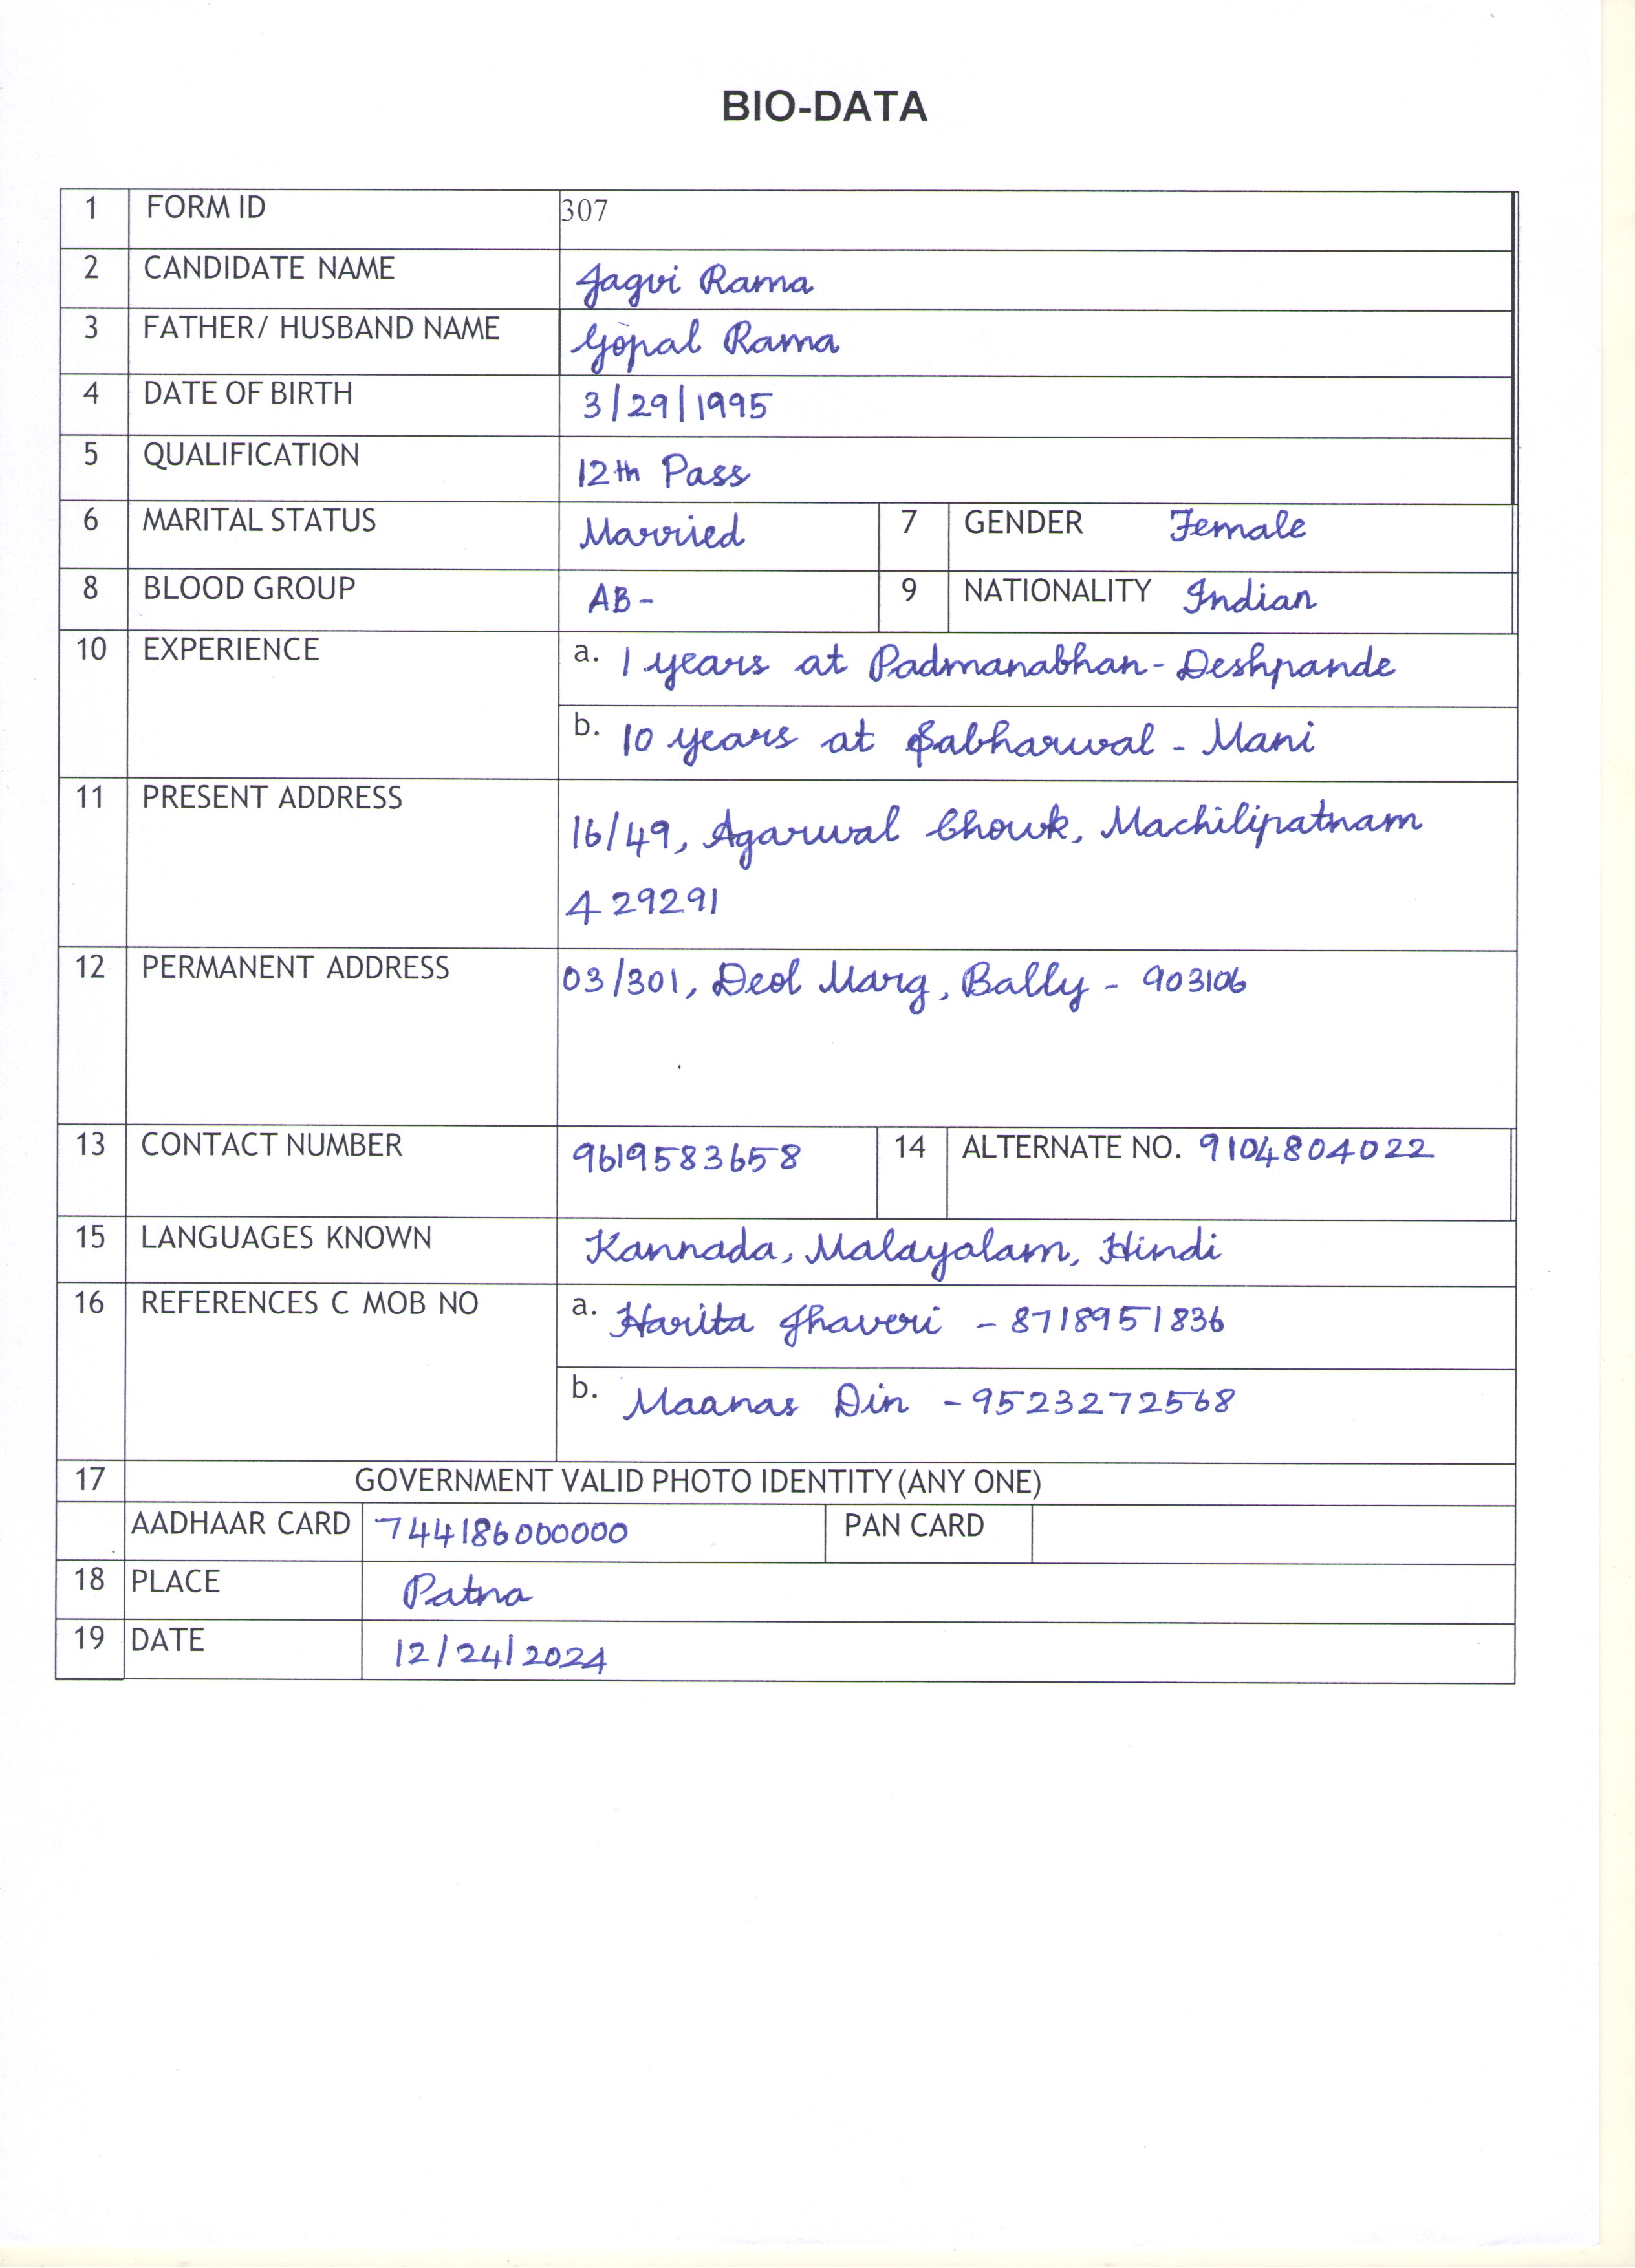 BIO-DATA
1 FORM ID 307
2 CANDIDATE NAME Jagvi Rama
3 FATHER/ HUSBAND NAME Gopal Rama
4 DATE OF BIRTH 3/29/1995
5 QUALIFICATION 12th Pass
6 MARITAL STATUS Married 7 GENDER Female
8 BLOOD GROUP AB- 9 NATIONALITY Indian
10 EXPERIENCE a. 1 years at Padmanabhan-Deshpande
b. 10 years at Sabharwal - Mani
11 PRESENT ADDRESS
16/49, Agarwal Chowk, Machilipatnam
429291
12 PERMANENT ADDRESS 03/301, Deol Marg, Bally - 903106
13 CONTACT NUMBER 9619583658 14 ALTERNATE NO. 9104804022
15 LANGUAGES KNOWN Kannada, Malayalam, Hindi
16 REFERENCES C MOB NO a. Harita Jhaveri - 8718951836
b. Maanas Din - 9523272568
17 GOVERNMENT VALID PHOTO IDENTITY (ANY ONE)
AADHAAR CARD 744186000000 PAN CARD
18 PLACE Patna
19 DATE 12/24/2024